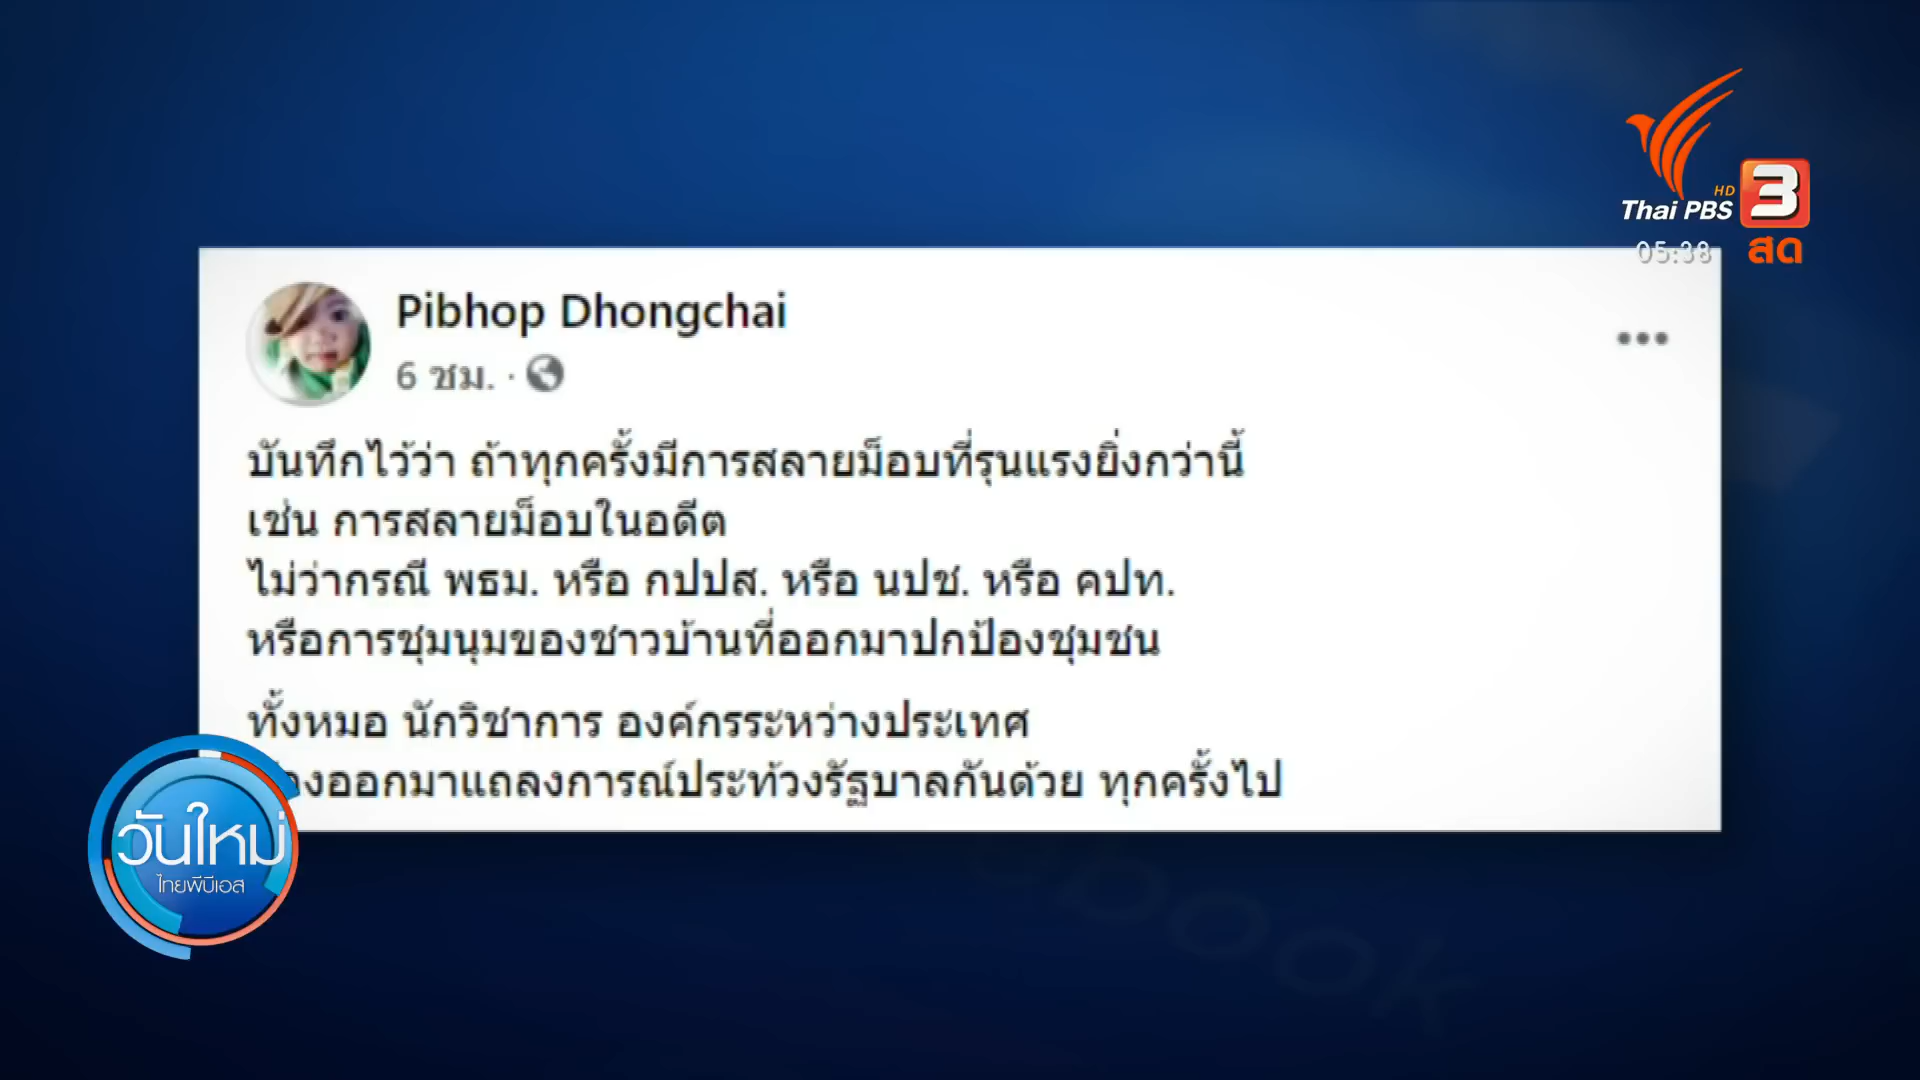 HD
Thai PBS 3
05:38 สด
Pibhop Dhongchai
6 ชม.
บันทึกไว้ว่า ถ้าทุกครั้งมีการสลายม็อบที่รุนแรงยิ่งกว่านี้
เช่น การสลายม็อบในอดีต
ไม่ว่ากรณี พธม. หรือ กปปส. หรือ นปช. หรือ คปท.
หรือการชุมนุมของชาวบ้านที่ออกมาปกป้องชุมชน
ทั้งหมอ นักวิชาการ องค์กรระหว่างประเทศ
ออกมาแถลงการณ์ประท้วงรัฐบาลกันด้วย ทุกครั้งไป
วันใหม่
ไทยพีบีเอส